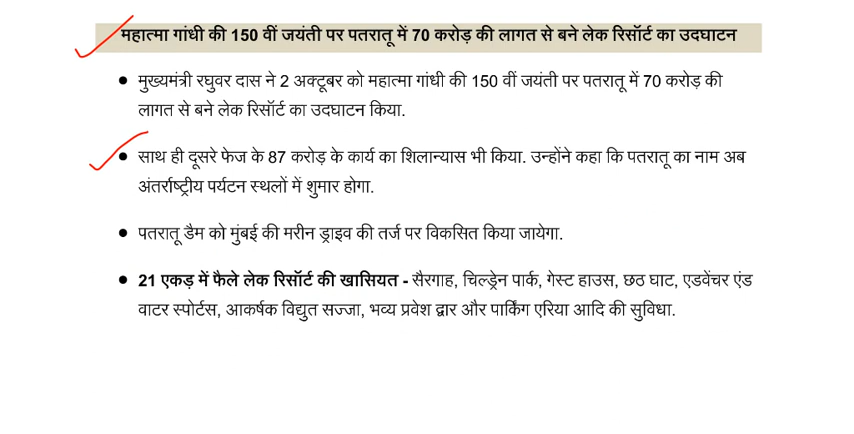 महात्मा गांधी की 150 वीं जयंती पर पतरातू में 70 करोड़ की लागत से बने लेक रिसॉर्ट का उदघाटन
• मुख्यमंत्री रघुवर दास ने 2 अक्टूबर को महात्मा गांधी की 150 वीं जयंती पर पतरातू में 70 करोड़ की
लागत से बने लेक रिसॉर्ट का उदघाटन किया.
• साथ ही दूसरे फेज के 87 करोड़ के कार्य का शिलान्यास भी किया. उन्होंने कहा कि पतरातू का नाम अब
अंतर्राष्ट्रीय पर्यटन स्थलों में शुमार होगा.
• पतरातू डैम को मुंबई की मरीन ड्राइव की तर्ज पर विकसित किया जायेगा.
• 21 एकड़ में फैले लेक रिसॉर्ट की खासियत - सैरगाह, चिल्ड्रेन पार्क, गेस्ट हाउस, छठ घाट, एडवेंचर एंड
वाटर स्पोर्टस, आकर्षक विद्युत सज्जा, भव्य प्रवेश द्वार और पार्किंग एरिया आदि की सुविधा.